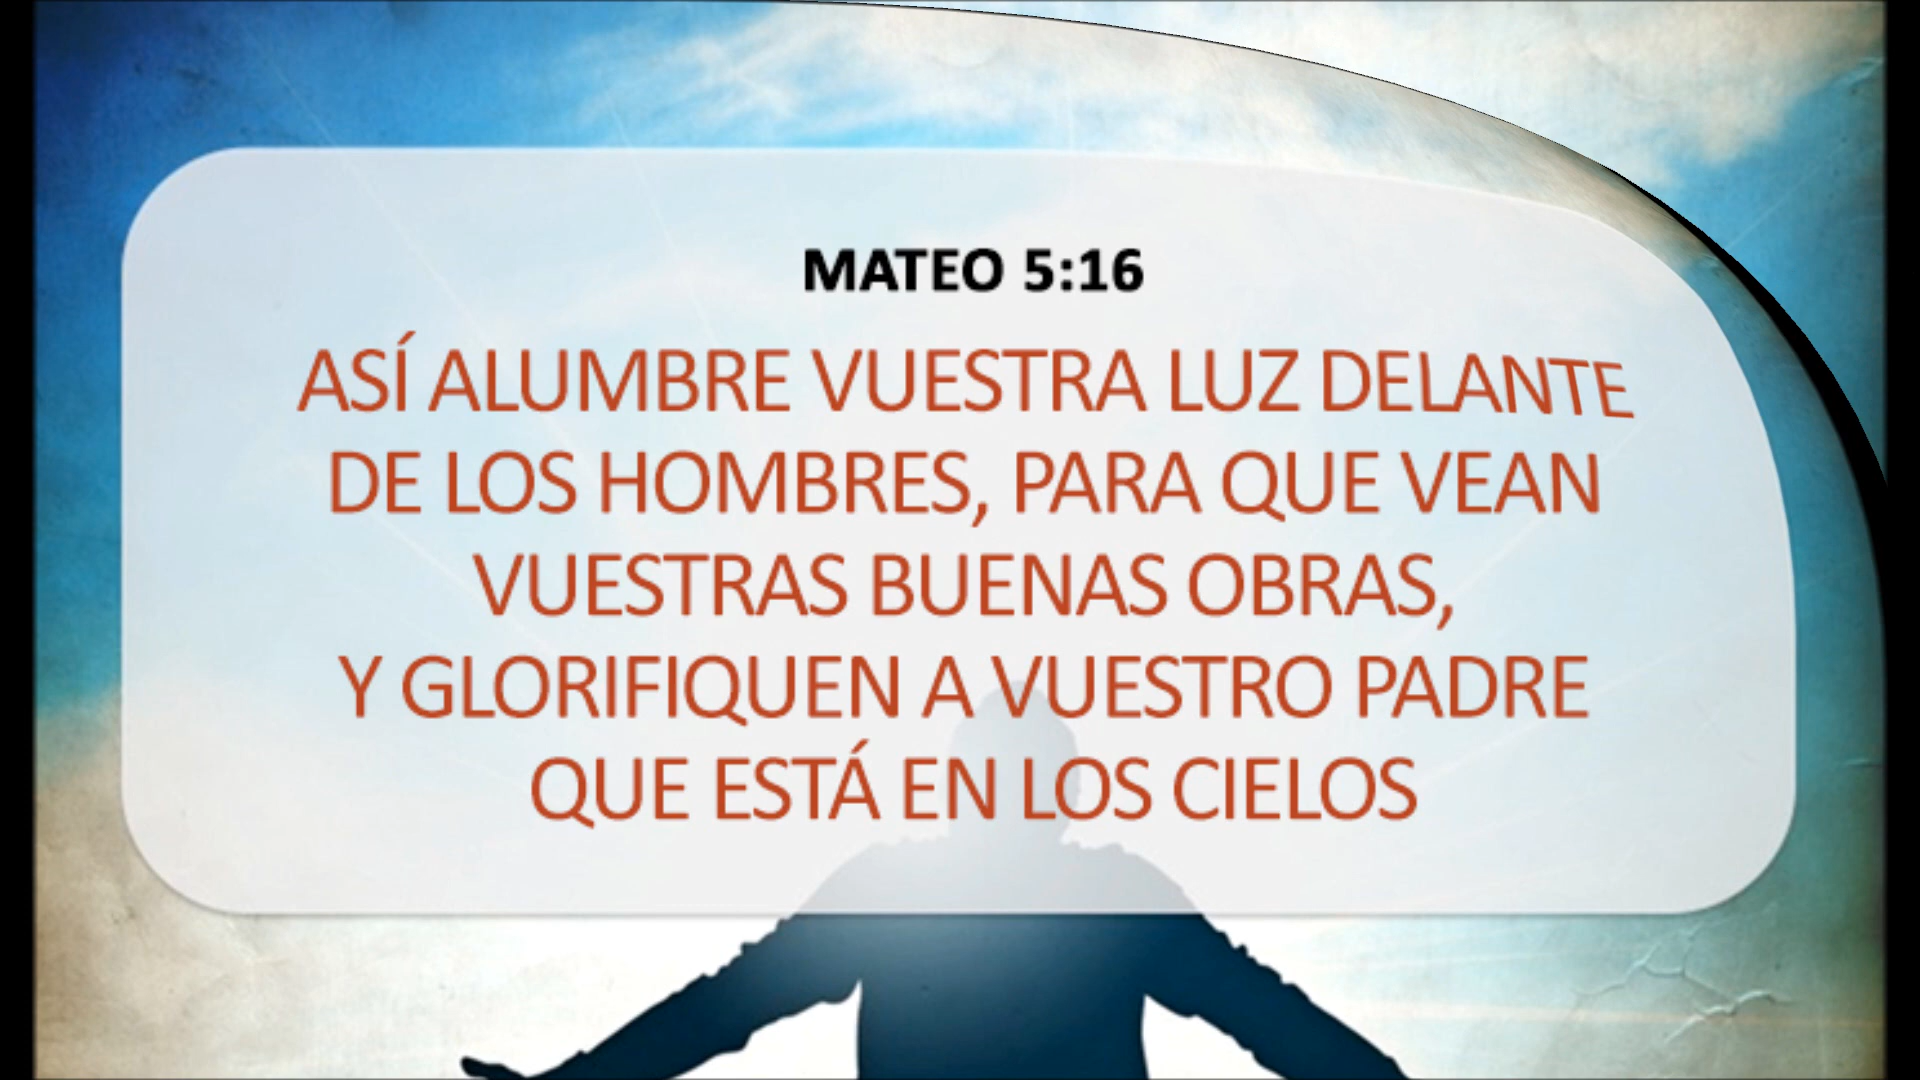 MATEO 5:16
ASÍ ALUMBRE VUESTRA LUZ DELANTE
DE LOS HOMBRES, PARA QUE VEAN
VUESTRAS BUENAS OBRAS,
Y GLORIFIQUEN A VUESTRO PADRE
QUE ESTÁ EN LOS CIELOS